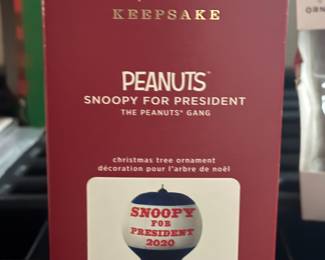 KEEPSAKE
PEANUTS™
SNOOPY FOR PRESIDENT
THE PEANUTS® GANG
christmas tree ornament
décoration pour l'arbre de noël
SNOOPY
FOR
PRESIDENT
2020